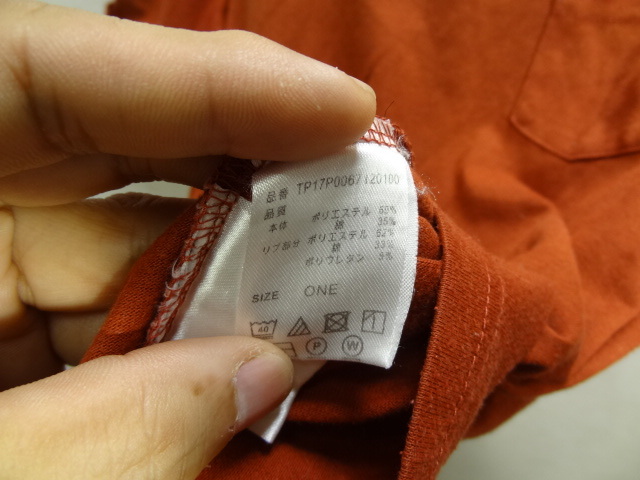 品番 TP17P0067120100
品質
本体 ポリエステル 65%
綿 35%
リブ部分 ポリエステル 62%
綿 33%
ポリウレタン 5%
SIZE ONE
40
P W